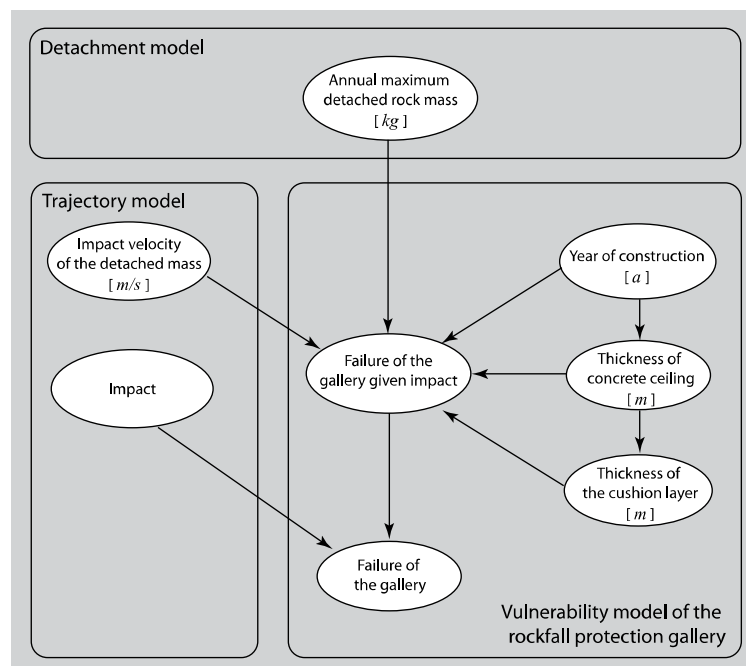 Detachment model
Annual maximum
detached rock mass
[ kg ]
Trajectory model
Impact velocity
of the detached mass
[ m/s ]
Impact
Year of construction
[ a ]
Failure of the
gallery given impact
Thickness of
concrete ceiling
[ m ]
Thickness of
the cushion layer
[ m ]
Failure of
the gallery
Vulnerability model of the
rockfall protection gallery